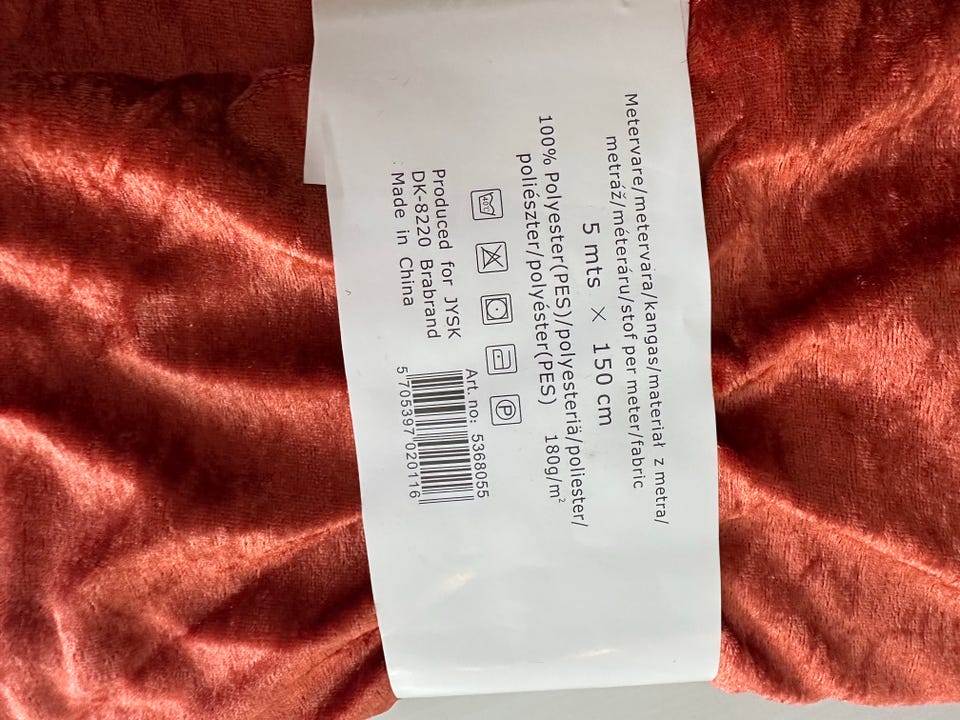 Metervare/metervara/kangas/materiał z metra/
metráž/méteráru/stof per meter/fabric
5 mts × 150 cm
100% Polyester(PES)/polyesteriä/poliester/
poliészter/polyéster(PES) 180g/m²
40°C
P
Produced for JYSK
DK-8220 Brabrand
Made in China
Art.no: 5368055
5 705397 020116